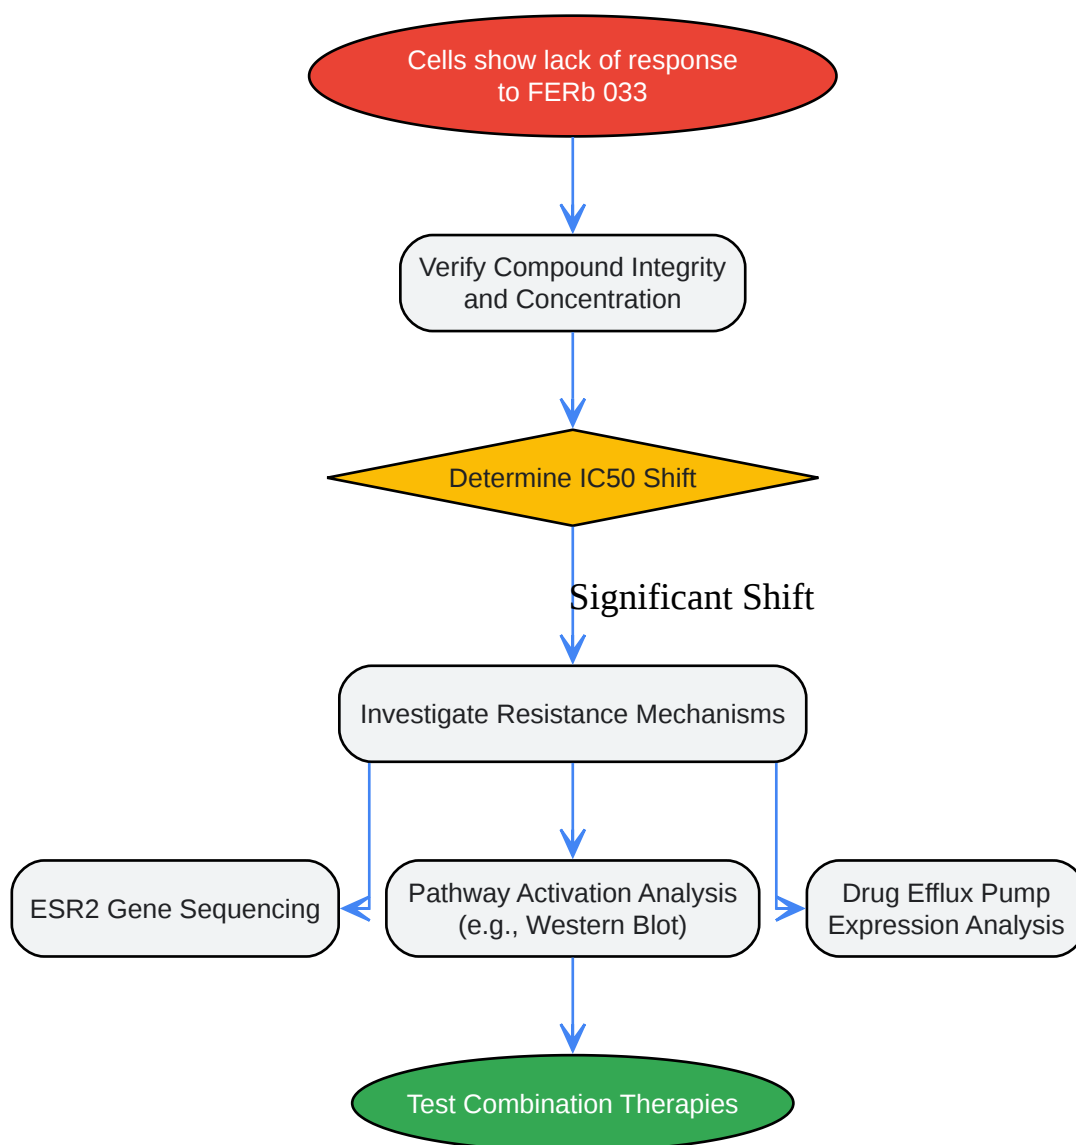 Cells show lack of response
to FERb 033
Verify Compound Integrity
and Concentration
Determine IC50 Shift
Significant Shift
Investigate Resistance Mechanisms
ESR2 Gene Sequencing
Pathway Activation Analysis
(e.g., Western Blot)
Drug Efflux Pump
Expression Analysis
Test Combination Therapies